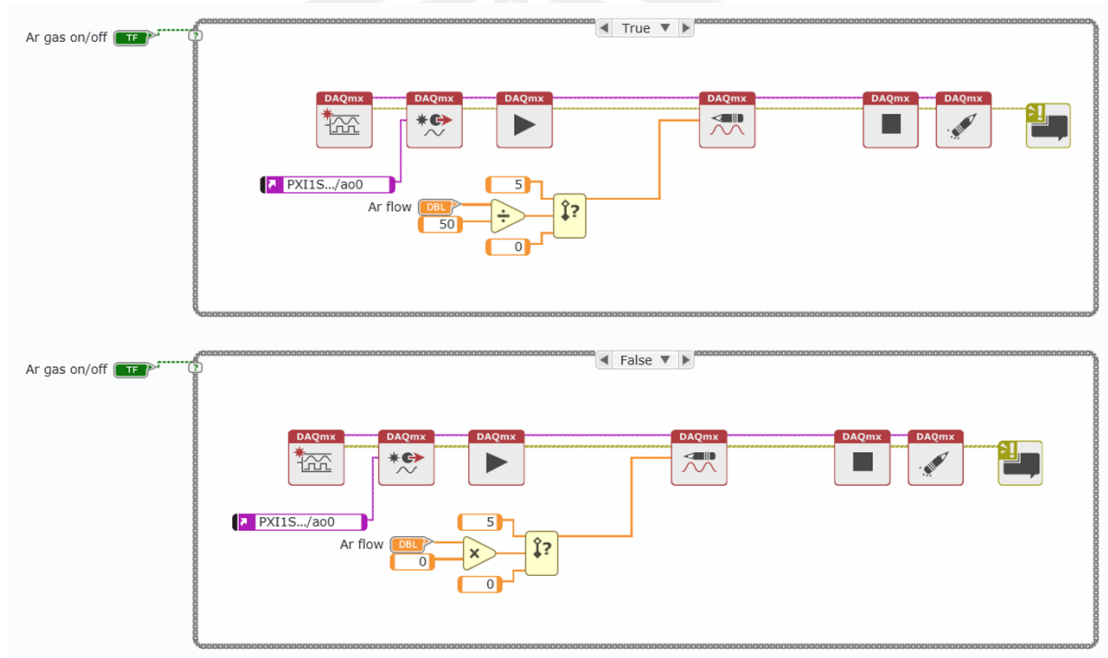 True
Ar gas on/off TF
?
DAQmx DAQmx DAQmx DAQmx DAQmx DAQmx
PXI1S.../ao0
5
Ar flow DBL
÷
?
50
0
False
Ar gas on/off TF
?
DAQmx DAQmx DAQmx DAQmx DAQmx DAQmx
PXI1S.../ao0
5
Ar flow DBL
×
?
0
0